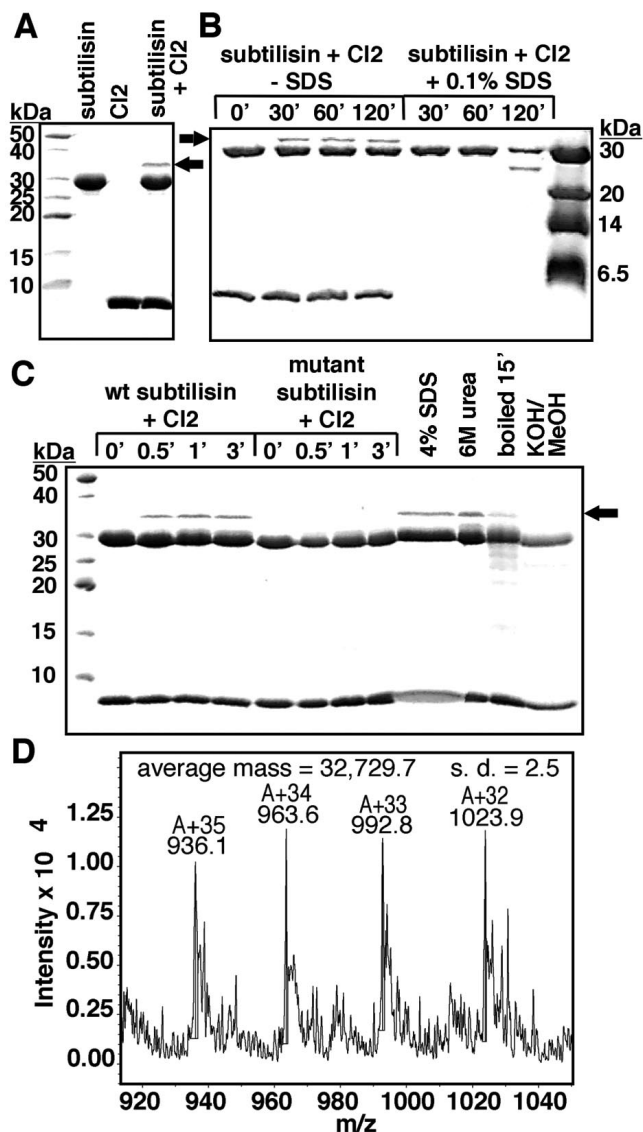 A
subtilisin
CI2
subtilisin
+ CI2
kDa
50
40
30
25
20
15
10
B
subtilisin + CI2
- SDS
subtilisin + CI2
+ 0.1% SDS
0' 30' 60' 120' 30' 60' 120'
kDa
30
20
14
6.5
C
wt subtilisin
+ CI2
mutant
subtilisin
+ CI2
4% SDS
6M urea
boiled 15'
KOH/
MeOH
0' 0.5' 1' 3' 0' 0.5' 1' 3'
kDa
50
40
30
25
20
15
10
D
average mass = 32,729.7 s. d. = 2.5
A+35
936.1
A+34
963.6
A+33
992.8
A+32
1023.9
Intensity x 10 4
1.25
1.00
0.75
0.50
0.25
0.00
920 940 960 980 1000 1020 1040
m/z